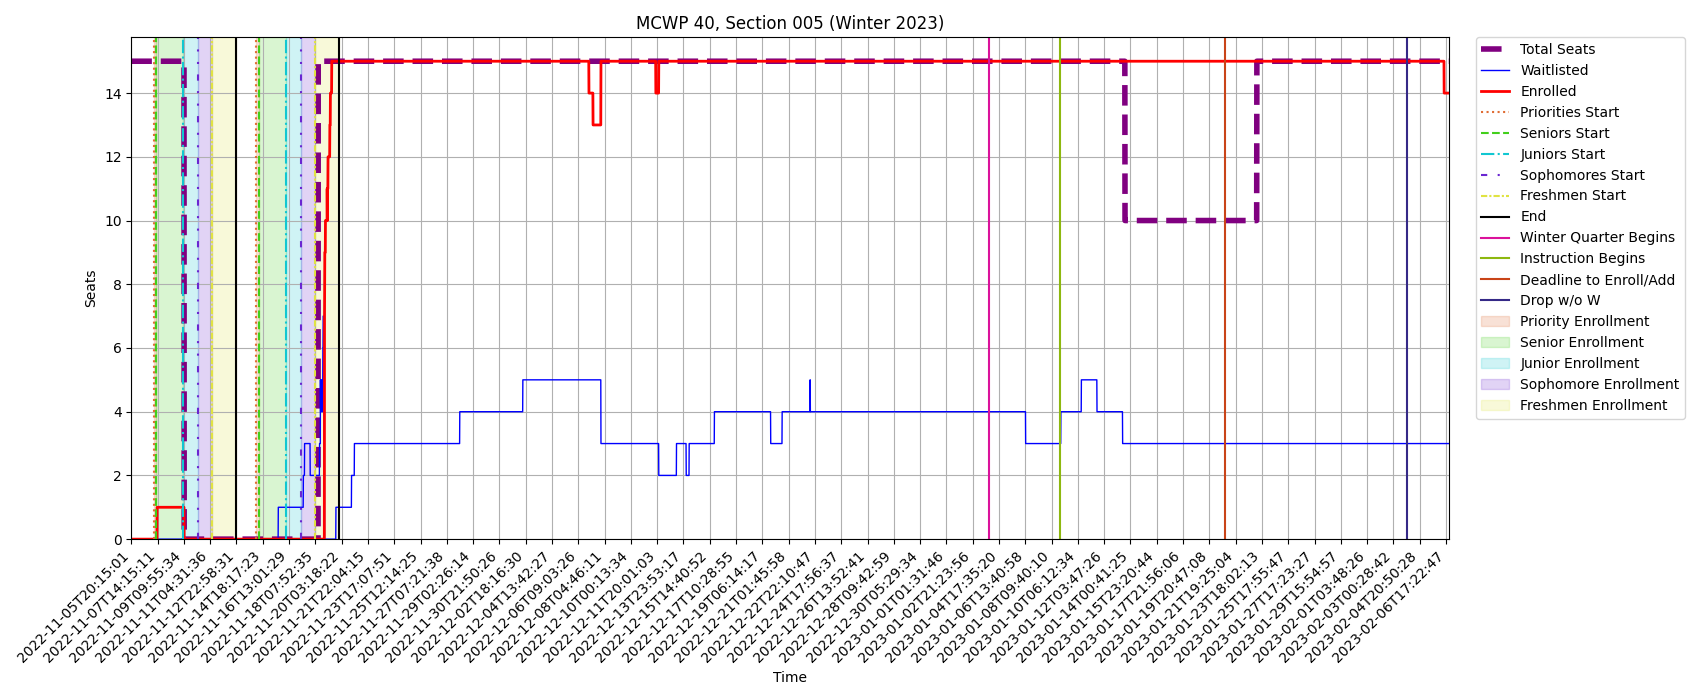 MCWP 40, Section 005 (Winter 2023)
Seats
14
12
10
8
6
4
2
0
2022-11-05T20:15:01
2022-11-07T14:15:11
2022-11-09T09:55:34
2022-11-11T04:31:36
2022-11-12T22:58:31
2022-11-14T18:17:23
2022-11-16T13:01:29
2022-11-18T07:52:35
2022-11-20T03:18:22
2022-11-21T22:04:15
2022-11-23T17:07:51
2022-11-25T12:14:25
2022-11-27T07:21:38
2022-11-29T02:26:14
2022-11-30T21:50:26
2022-12-02T18:16:30
2022-12-04T13:42:27
2022-12-06T09:03:26
2022-12-08T04:46:11
2022-12-10T00:13:34
2022-12-11T20:01:03
2022-12-13T23:53:17
2022-12-15T14:40:52
2022-12-17T10:28:55
2022-12-19T06:14:17
2022-12-21T01:45:58
2022-12-22T22:10:47
2022-12-24T17:56:37
2022-12-26T13:52:41
2022-12-28T09:42:59
2022-12-30T05:29:34
2023-01-01T01:31:46
2023-01-02T21:23:56
2023-01-04T17:35:20
2023-01-06T13:40:58
2023-01-08T09:40:10
2023-01-10T06:12:34
2023-01-12T03:47:26
2023-01-14T00:41:25
2023-01-15T23:20:44
2023-01-17T21:56:06
2023-01-19T20:47:08
2023-01-21T19:25:04
2023-01-23T18:02:13
2023-01-25T17:55:47
2023-01-27T17:23:27
2023-01-29T15:54:57
2023-02-01T03:48:26
2023-02-03T00:28:42
2023-02-04T20:50:28
2023-02-06T17:22:47
Time
Total Seats
Waitlisted
Enrolled
Priorities Start
Seniors Start
Juniors Start
Sophomores Start
Freshmen Start
End
Winter Quarter Begins
Instruction Begins
Deadline to Enroll/Add
Drop w/o W
Priority Enrollment
Senior Enrollment
Junior Enrollment
Sophomore Enrollment
Freshmen Enrollment